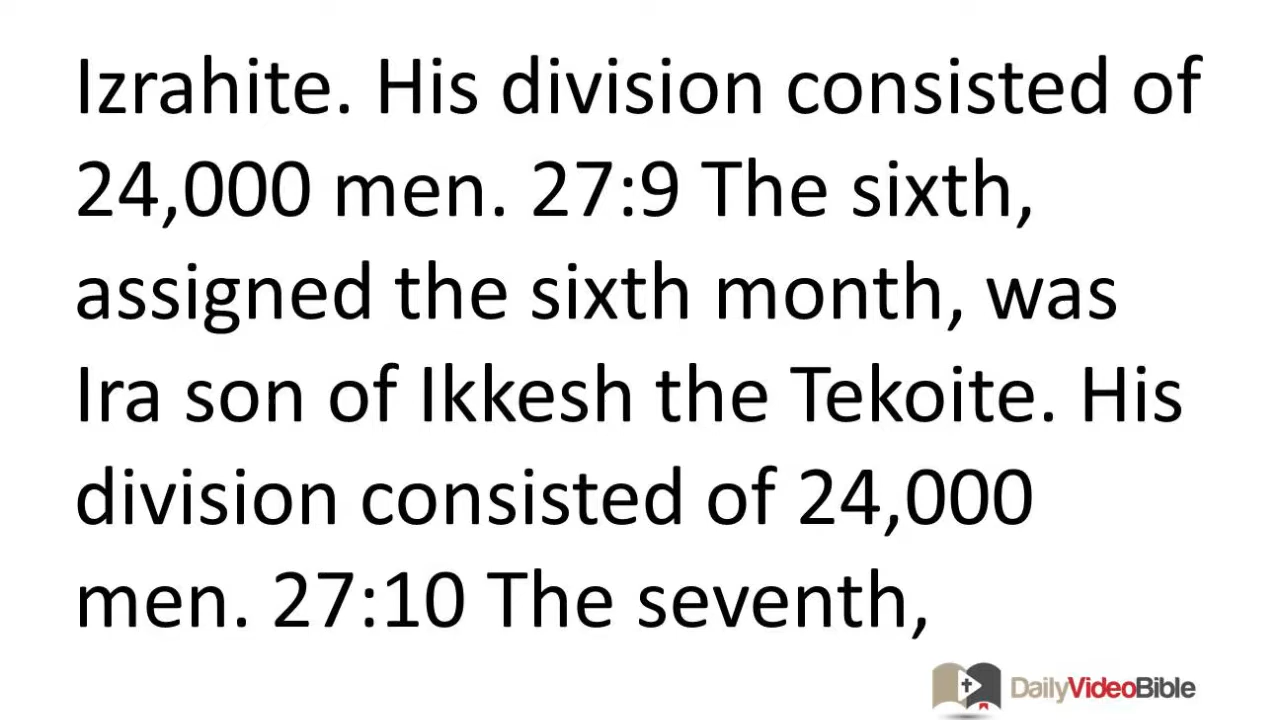 Izrahite. His division consisted of
24,000 men. 27:9 The sixth,
assigned the sixth month, was
Ira son of Ikkesh the Tekoite. His
division consisted of 24,000
men. 27:10 The seventh,
DailyVideoBible